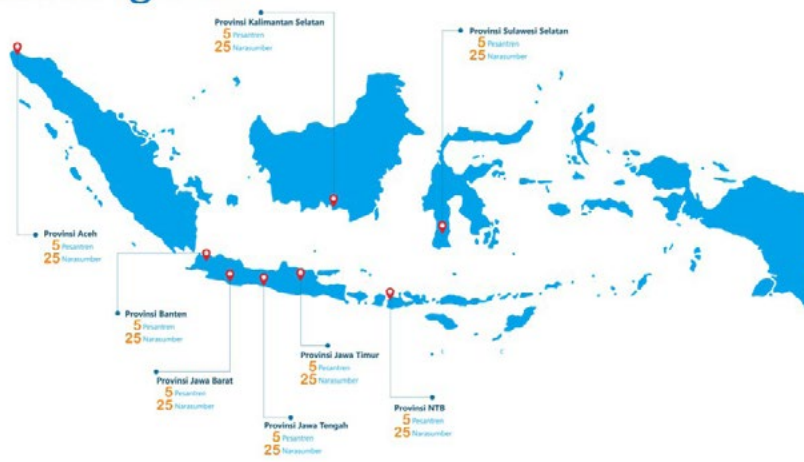 Provinsi Kalimantan Selatan
5 Pesantren
25 Narasumber
Provinsi Sulawesi Selatan
5 Pesantren
25 Narasumber
Provinsi Aceh
5 Pesantren
25 Narasumber
Provinsi Banten
5 Pesantren
25 Narasumber
Provinsi Jawa Timur
5 Pesantren
25 Narasumber
Provinsi Jawa Barat
5 Pesantren
25 Narasumber
Provinsi NTB
5 Pesantren
25 Narasumber
Provinsi Jawa Tengah
5 Pesantren
25 Narasumber